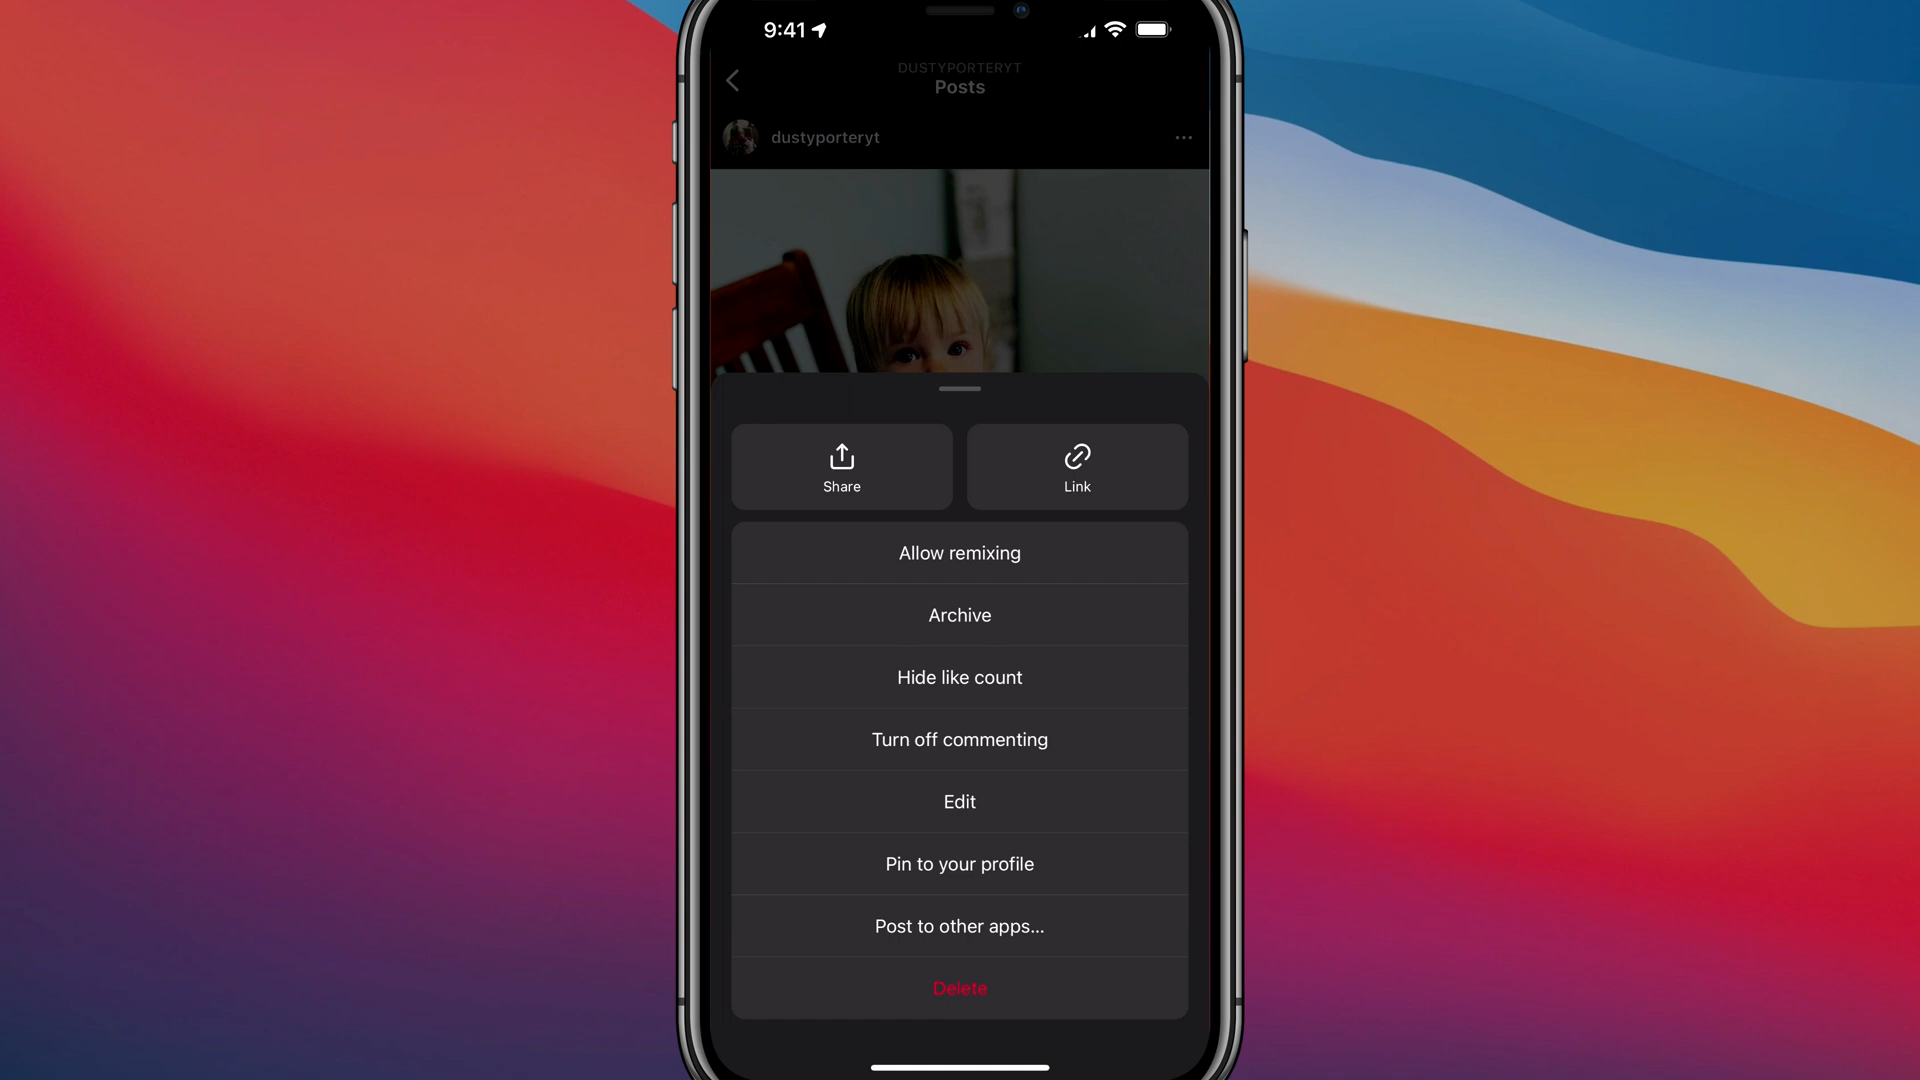 9:41
DUSTYPORTERYT
Posts
dustyporteryt
Share
Link
Allow remixing
Archive
Hide like count
Turn off commenting
Edit
Pin to your profile
Post to other apps...
Delete